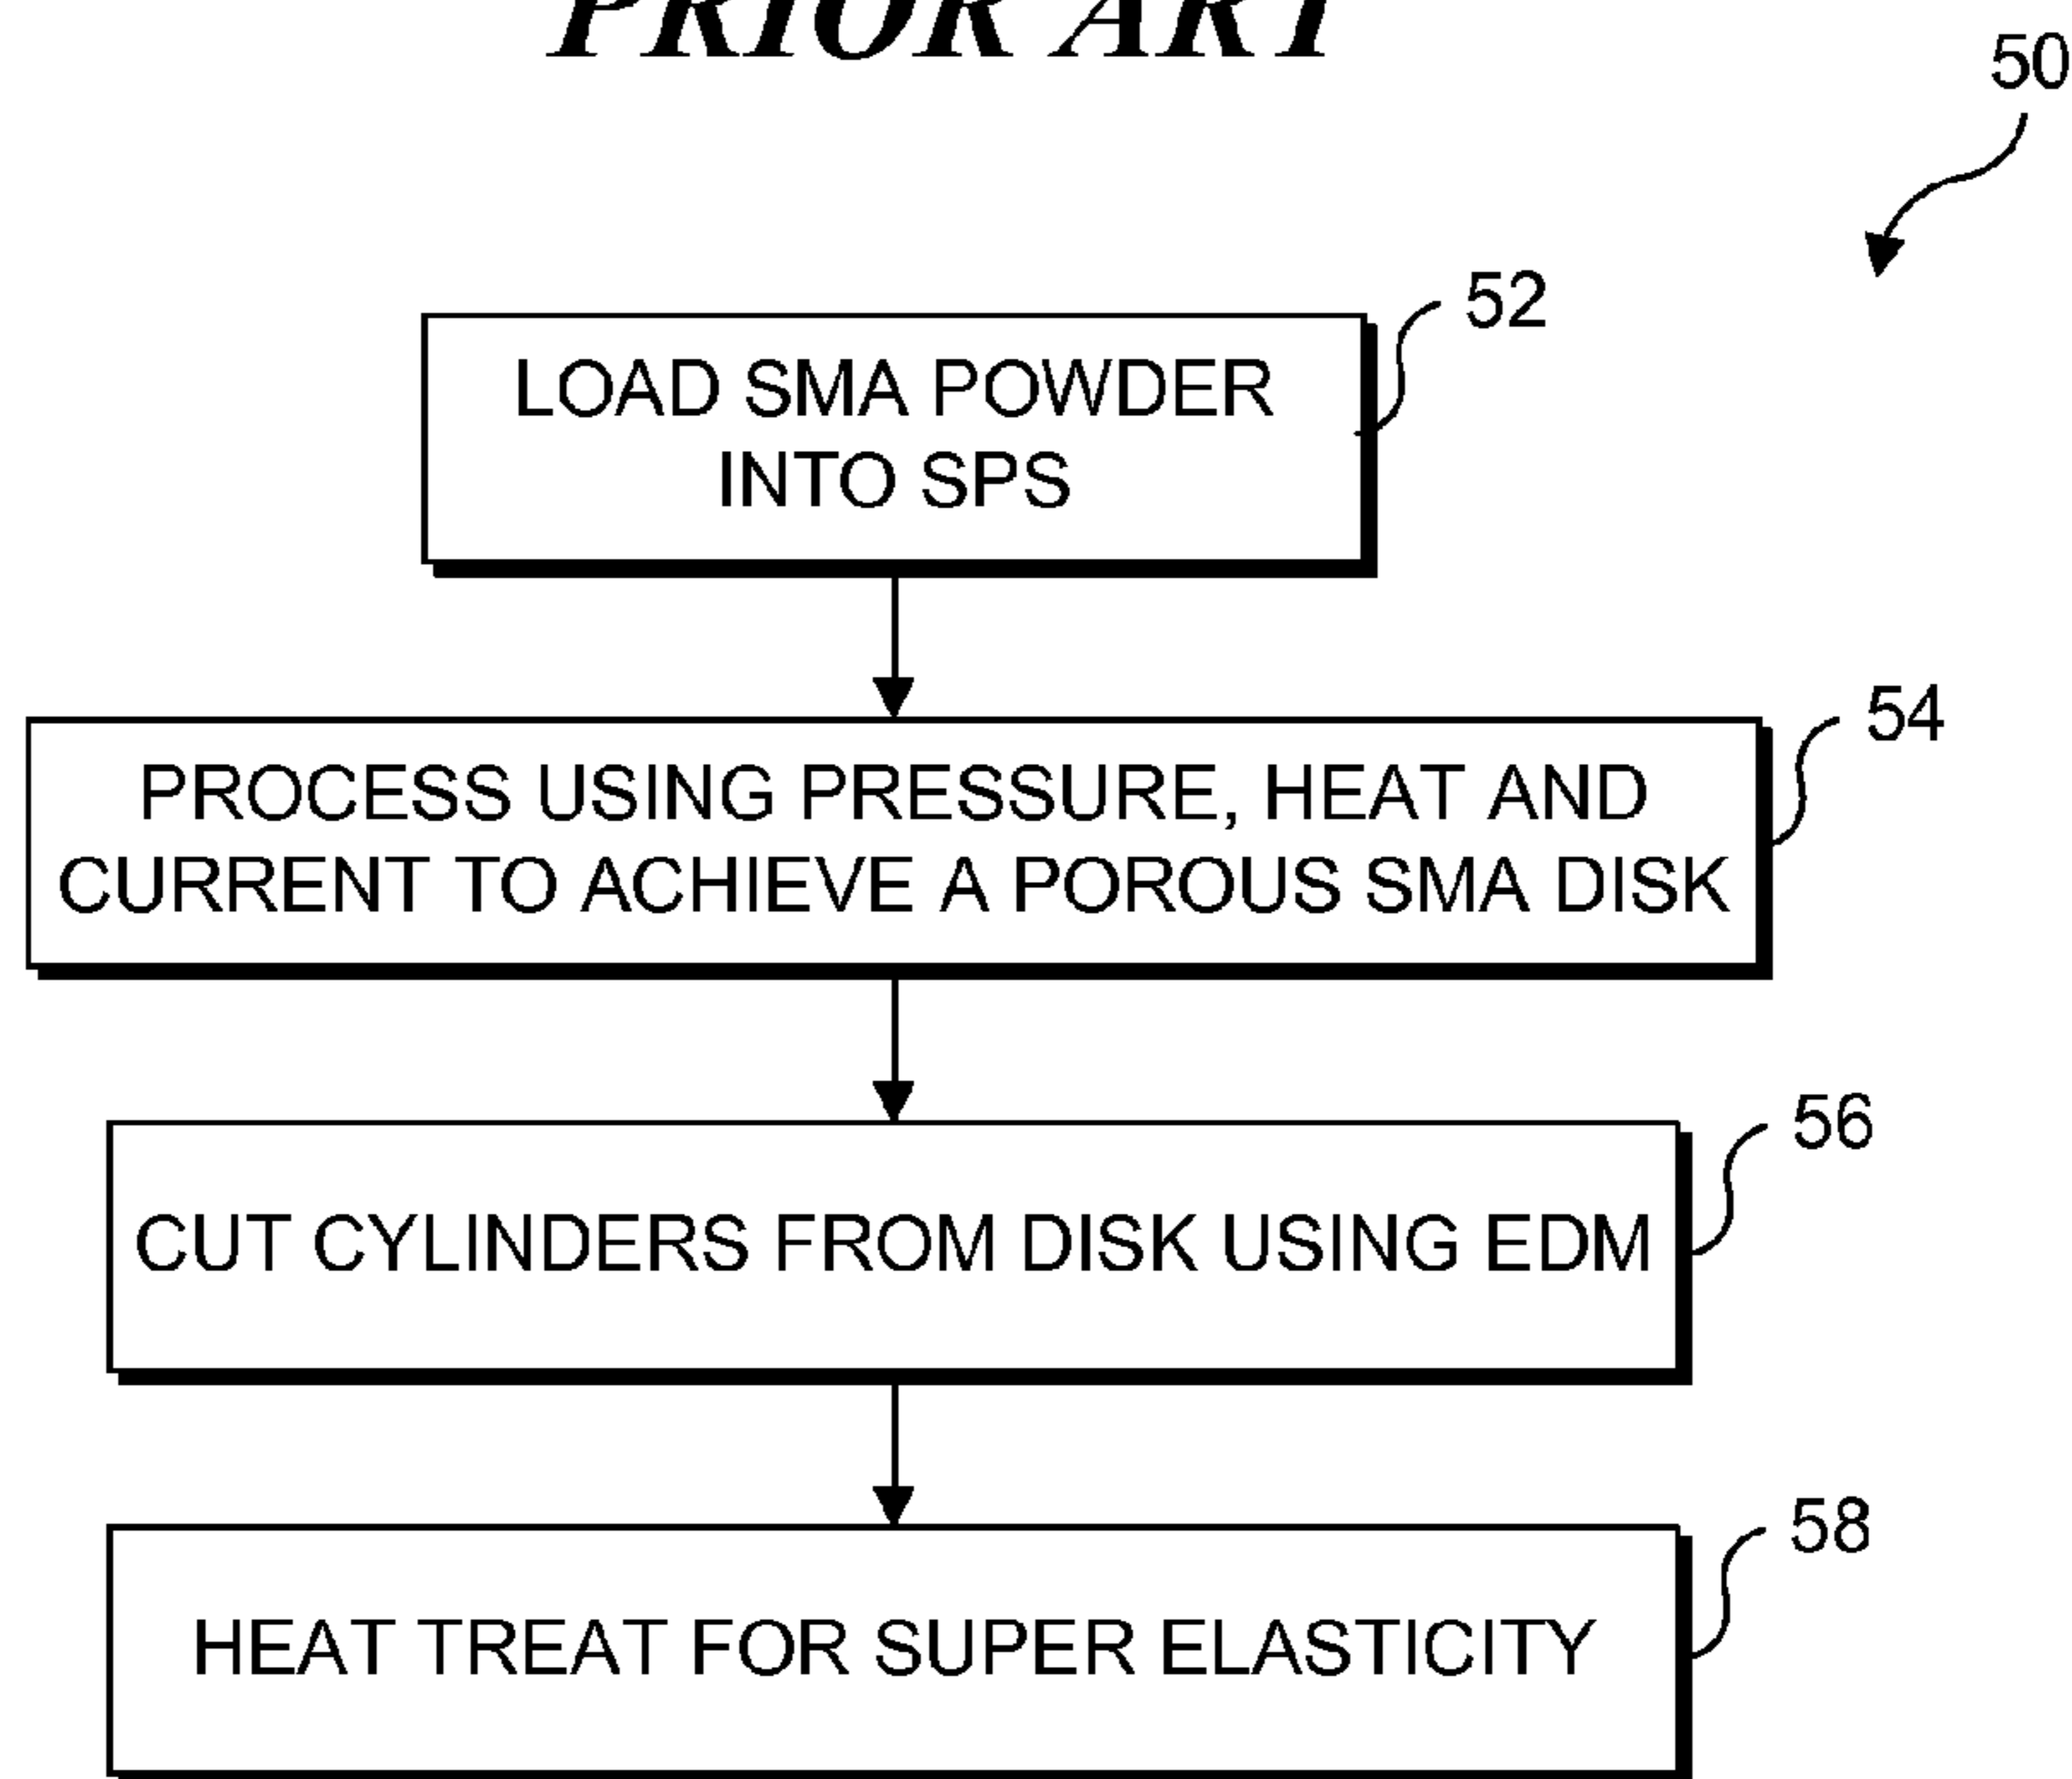 PRIOR ART
50
52
LOAD SMA POWDER
INTO SPS
54
PROCESS USING PRESSURE, HEAT AND
CURRENT TO ACHIEVE A POROUS SMA DISK
56
CUT CYLINDERS FROM DISK USING EDM
58
HEAT TREAT FOR SUPER ELASTICITY